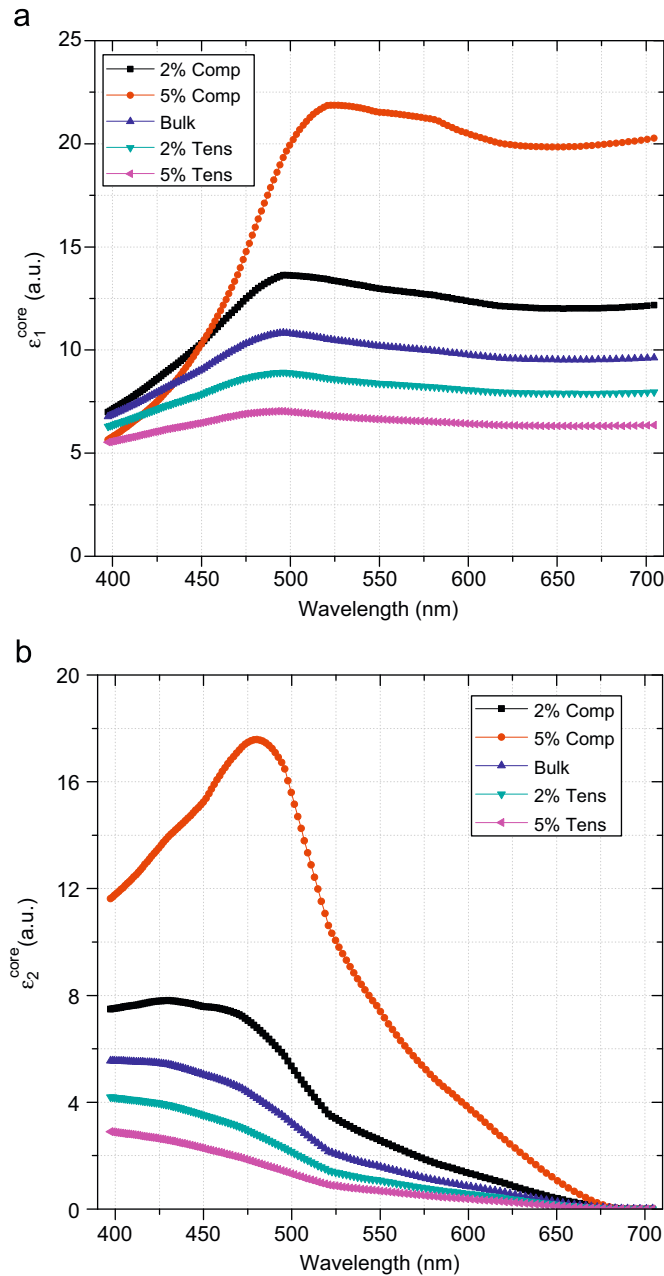 a
25
20
15
10
5
0
ε1core (a.u.)
2% Comp
5% Comp
Bulk
2% Tens
5% Tens
400 450 500 550 600 650 700
Wavelength (nm)
b
20
16
12
8
4
0
ε2core (a.u.)
2% Comp
5% Comp
Bulk
2% Tens
5% Tens
400 450 500 550 600 650 700
Wavelength (nm)